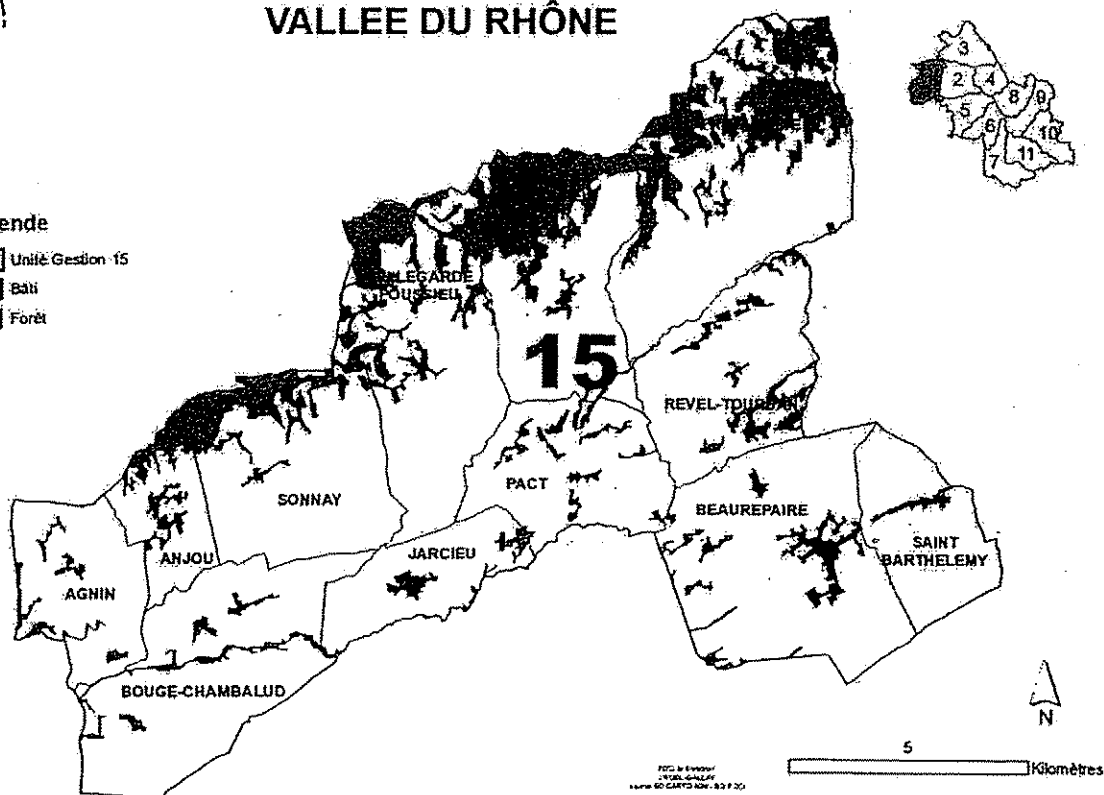 VALLEE DU RHÔNE
3
2
4
8
9
5
6
10
7
11
ende
Unité Gestion 15
Bâti
Forêt
POUSSIEU
15
REVEL-TOURDAN
PACT
SONNAY
BEAUREPAIRE
SAINT
BARTHELEMY
JARCIEU
ANJOU
AGNIN
BOUGE-CHAMBALUD
N
5
Kilomètres